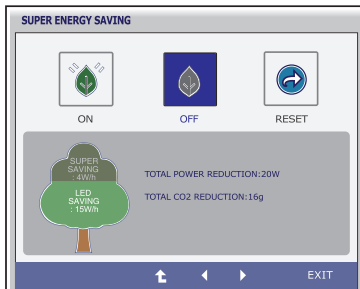 SUPER ENERGY SAVING
ON
OFF
RESET
SUPER
SAVING
: 4W/h
LED
SAVING
: 15W/h
TOTAL POWER REDUCTION:20W
TOTAL CO2 REDUCTION:16g
EXIT